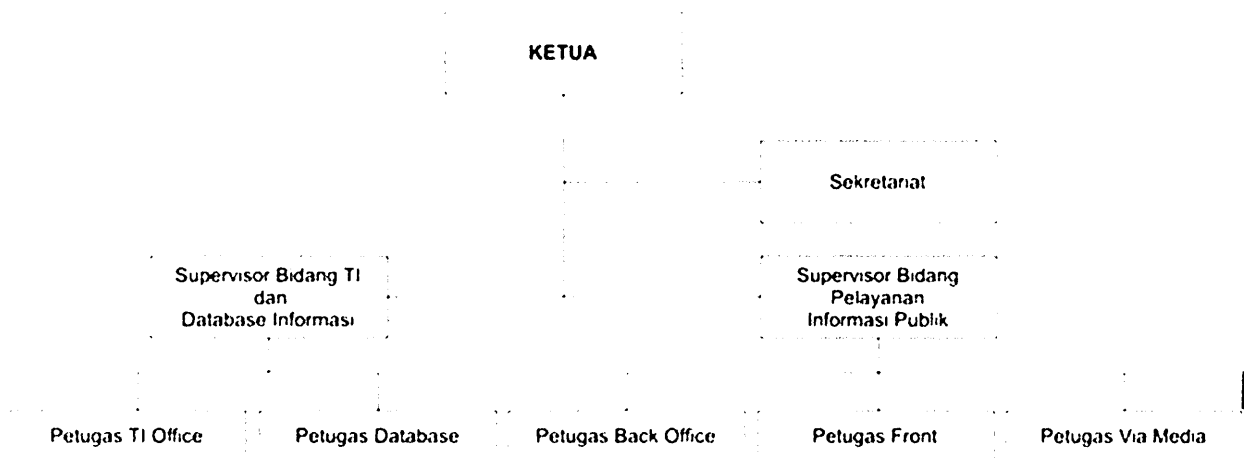 KETUA
Sekretariat
Supervisor Bidang TI
dan
Database Informasi
Supervisor Bidang
Pelayanan
Informasi Publik
Petugas TI Office
Petugas Database
Petugas Back Office
Petugas Front
Petugas Via Media